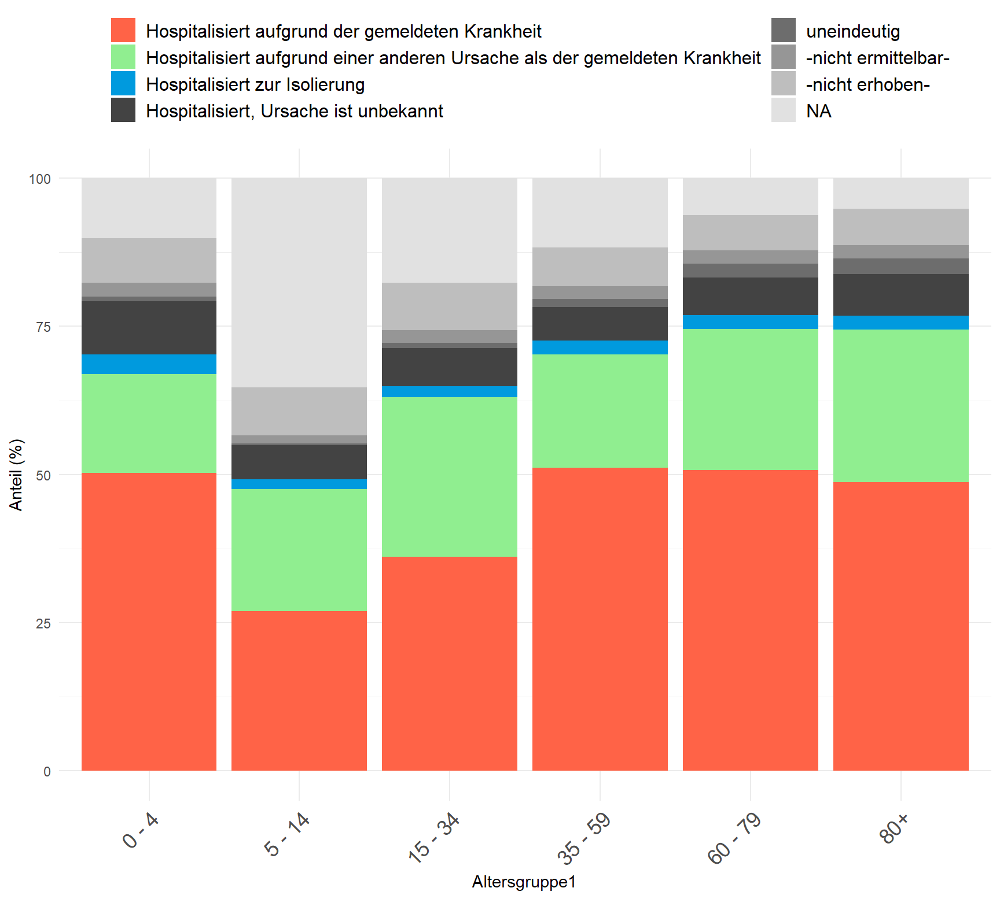 Hospitalisiert aufgrund der gemeldeten Krankheit
Hospitalisiert aufgrund einer anderen Ursache als der gemeldeten Krankheit
Hospitalisiert zur Isolierung
Hospitalisiert, Ursache ist unbekannt
uneindeutig
-nicht ermittelbar-
-nicht erhoben-
NA
100
75
50
25
0
Anteil (%)
0 - 4
5 - 14
15 - 34
35 - 59
60 - 79
80+
Altersgruppe1